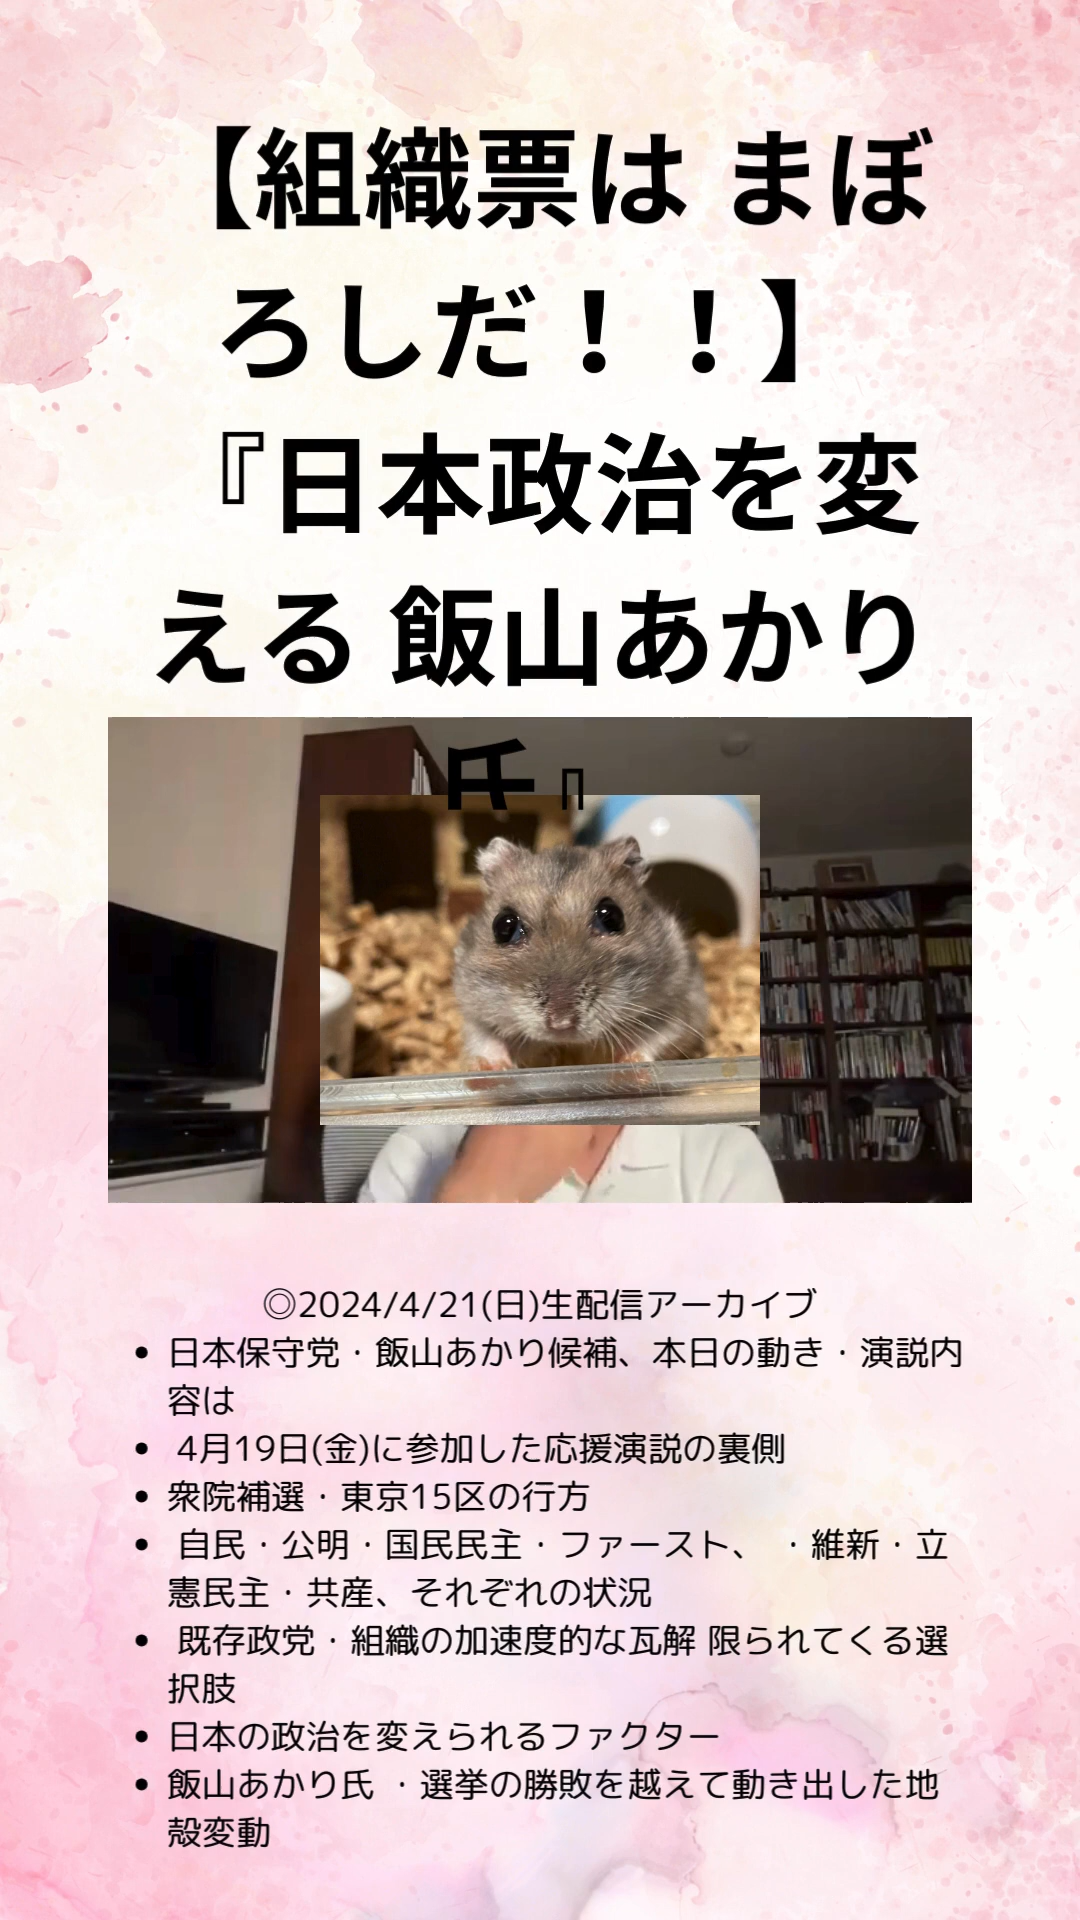 【組織票は まぼ
ろしだ！！】
『日本政治を変
える 飯山あかり
氏』
◎2024/4/21(日)生配信アーカイブ
• 日本保守党・飯山あかり候補、本日の動き・演説内
容は
• 4月19日(金)に参加した応援演説の裏側
• 衆院補選・東京15区の行方
• 自民・公明・国民民主・ファースト、 ・維新・立
憲民主・共産、それぞれの状況
• 既存政党・組織の加速度的な瓦解 限られてくる選
択肢
• 日本の政治を変えられるファクター
• 飯山あかり氏 ・選挙の勝敗を越えて動き出した地
殻変動